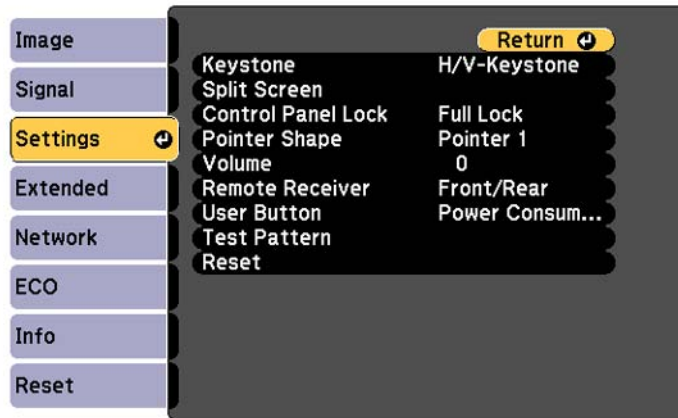 Image
Signal
Settings
Extended
Network
ECO
Info
Reset
Return
Keystone H/V-Keystone
Split Screen
Control Panel Lock Full Lock
Pointer Shape Pointer 1
Volume 0
Remote Receiver Front/Rear
User Button Power Consum...
Test Pattern
Reset